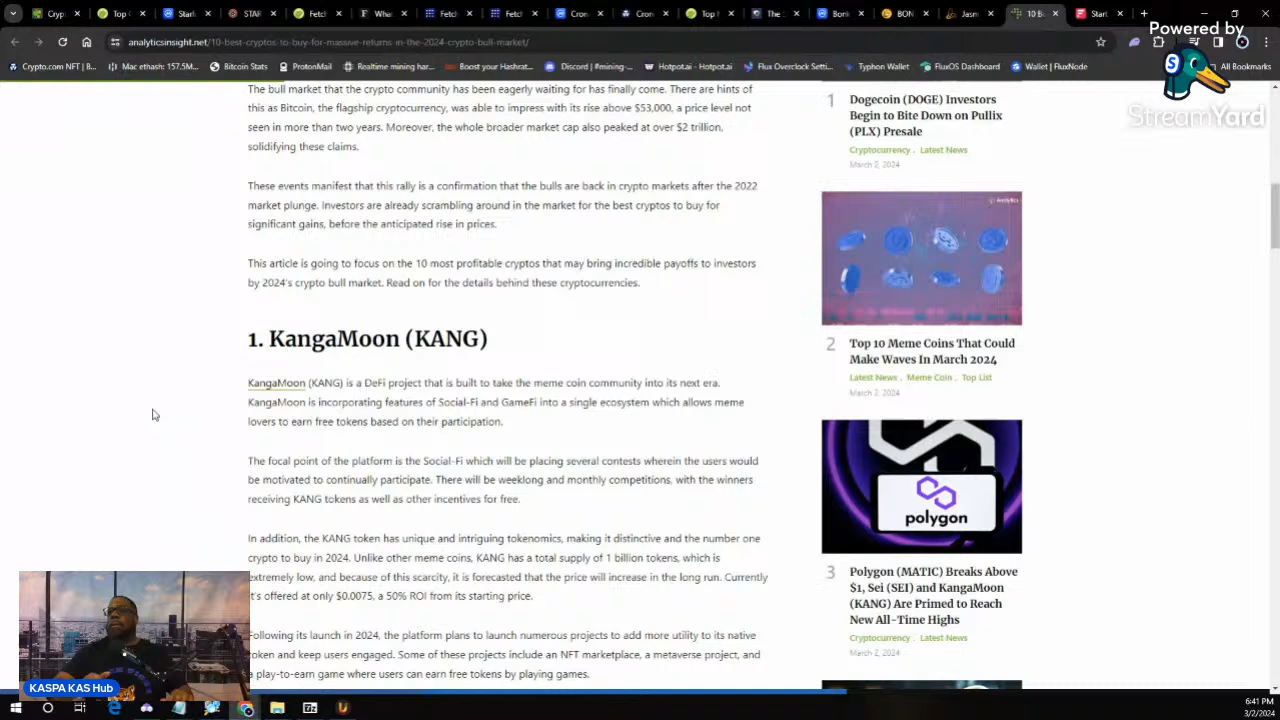 Star
STAR
Fetc
Wha
Fetc
Fetc
Cron
Cron
Top
The
Bon
BON
Jasm
10 B
Start
analyticsinsight.net/10-best-cryptos-to-buy-for-massive-returns-in-the-2024-crypto-bull-market/
Crypto.com NFT | B...
Mac ethash: 157,5M...
Bitcoin Stats
ProtonMail
Realtime mining har...
Boost your Hashrat...
Discord | #mining-...
Hotpot.ai - Hotpot.ai
Flux Overclock Setti...
Typhon Wallet
FluxOS Dashboard
Wallet | FluxNode
All Bookmarks
Powered by
S
StreamYard
The bull market that the crypto community has been eagerly waiting for has finally come. There are hints of
this as Bitcoin, the flagship cryptocurrency, was able to impress with its rise above $53,000, a price level not
seen in more than two years. Moreover, the whole broader market cap also peaked at over $2 trillion,
solidifying these claims.
These events manifest that this rally is a confirmation that the bulls are back in crypto markets after the 2022
market plunge. Investors are already scrambling around in the market for the best cryptos to buy for
significant gains, before the anticipated rise in prices.
This article is going to focus on the 10 most profitable cryptos that may bring incredible payoffs to investors
by 2024's crypto bull market. Read on for the details behind these cryptocurrencies.
1. KangaMoon (KANG)
KangaMoon (KANG) is a DeFi project that is built to take the meme coin community into its next era.
KangaMoon is incorporating features of Social-Fi and GameFi into a single ecosystem which allows meme
lovers to earn free tokens based on their participation.
The focal point of the platform is the Social-Fi which will be placing several contests wherein the users would
be motivated to continually participate. There will be weeklong and monthly competitions, with the winners
receiving KANG tokens as well as other incentives for free.
In addition, the KANG token has unique and intriguing tokenomics, making it distinctive and the number one
crypto to buy in 2024. Unlike other meme coins, KANG has a total supply of 1 billion tokens, which is
extremely low, and because of this scarcity, it is forecasted that the price will increase in the long run. Currently
it's offered at only $0.0075, a 50% ROI from its starting price.
Following its launch in 2024, the platform plans to launch numerous projects to add more utility to its native
token and keep users engaged. Some of these projects include an NFT marketplace, a metaverse project, and
a play-to-earn game where users can earn free tokens by playing games.
1
Dogecoin (DOGE) Investors
Begin to Bite Down on Pullix
(PLX) Presale
Cryptocurrency . Latest News
March 2, 2024
2
Top 10 Meme Coins That Could
Make Waves In March 2024
Latest News . Meme Coin . Top List
March 2, 2024
polygon
3
Polygon (MATIC) Breaks Above
$1, Sei (SEI) and KangaMoon
(KANG) Are Primed to Reach
New All-Time Highs
Cryptocurrency . Latest News
March 2, 2024
KASPA KAS Hub
6:41 PM
3/2/2024